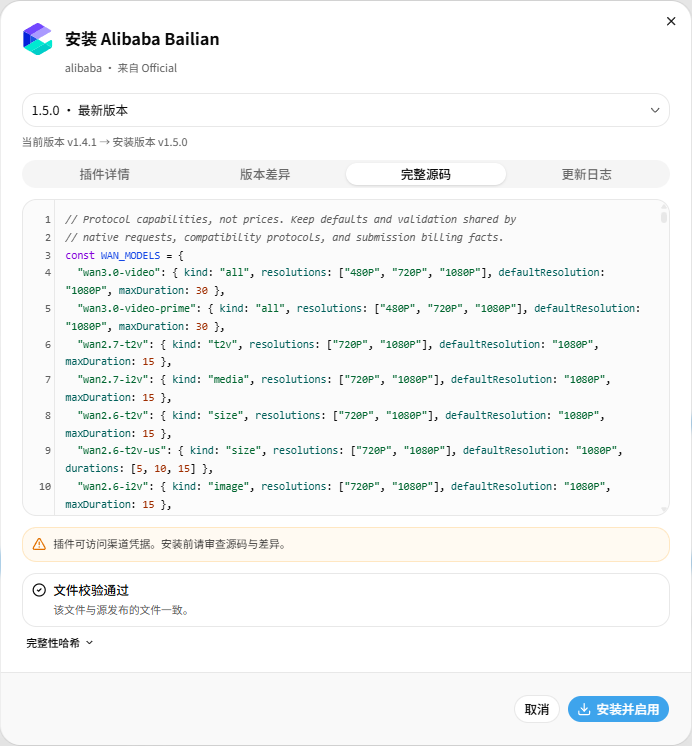 安装 Alibaba Bailian
alibaba • 来自 Official
1.5.0 • 最新版本
当前版本 v1.4.1 → 安装版本 v1.5.0
插件详情 版本差异 完整源码 更新日志
1 // Protocol capabilities, not prices. Keep defaults and validation shared by
2 // native requests, compatibility protocols, and submission billing facts.
3 const WAN_MODELS = {
4 "wan3.0-video": { kind: "all", resolutions: ["480P", "720P", "1080P"], defaultResolution:
"1080P", maxDuration: 30 },
5 "wan3.0-video-prime": { kind: "all", resolutions: ["480P", "720P", "1080P"], defaultResolution:
"1080P", maxDuration: 30 },
6 "wan2.7-t2v": { kind: "t2v", resolutions: ["720P", "1080P"], defaultResolution: "1080P",
maxDuration: 15 },
7 "wan2.7-i2v": { kind: "media", resolutions: ["720P", "1080P"], defaultResolution: "1080P",
maxDuration: 15 },
8 "wan2.6-t2v": { kind: "size", resolutions: ["720P", "1080P"], defaultResolution: "1080P",
maxDuration: 15 },
9 "wan2.6-t2v-us": { kind: "size", resolutions: ["720P", "1080P"], defaultResolution: "1080P",
durations: [5, 10, 15] },
10 "wan2.6-i2v": { kind: "image", resolutions: ["720P", "1080P"], defaultResolution: "1080P",
maxDuration: 15 },
插件可访问渠道凭据。安装前请审查源码与差异。
文件校验通过
该文件与源发布的文件一致。
完整性哈希
取消 安装并启用